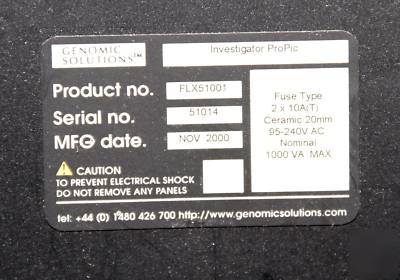 GENOMIC
SOLUTIONS™
Investigator ProPic
Product no. FLX51001
Serial no. 51014
MFG date. NOV 2000
Fuse Type
2 x 10A(T)
Ceramic 20mm
95-240V AC
Nominal
1000 VA MAX
CAUTION
TO PREVENT ELECTRICAL SHOCK
DO NOT REMOVE ANY PANELS
tel: +44 (0) 1480 426 700 http://www.genomicsolutions.com